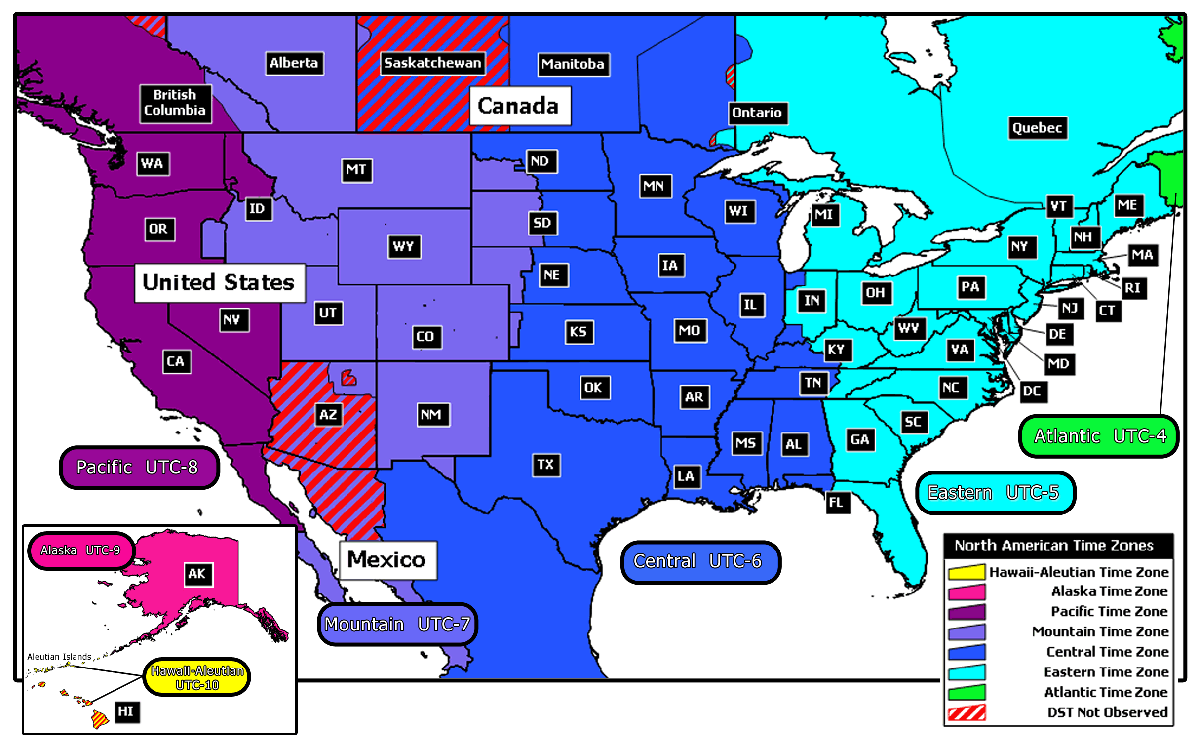 Alberta
Saskatchewan
Manitoba
British
Columbia
Canada
Ontario
Quebec
WA
MT
ND
MN
WI
MI
VT
ME
OR
ID
WY
SD
IA
NY
NH
MA
United States
NE
IL
IN
OH
PA
RI
NJ
CT
NV
UT
CO
KS
MO
KY
WV
VA
DE
MD
CA
AZ
NM
OK
AR
TN
NC
DC
SC
TX
LA
MS
AL
GA
FL
Atlantic UTC-4
Pacific UTC-8
Eastern UTC-5
Central UTC-6
Mexico
Mountain UTC-7
Alaska UTC-9
AK
Aleutian Islands
Hawaii-Aleutian
UTC-10
HI
North American Time Zones
Hawaii-Aleutian Time Zone
Alaska Time Zone
Pacific Time Zone
Mountain Time Zone
Central Time Zone
Eastern Time Zone
Atlantic Time Zone
DST Not Observed